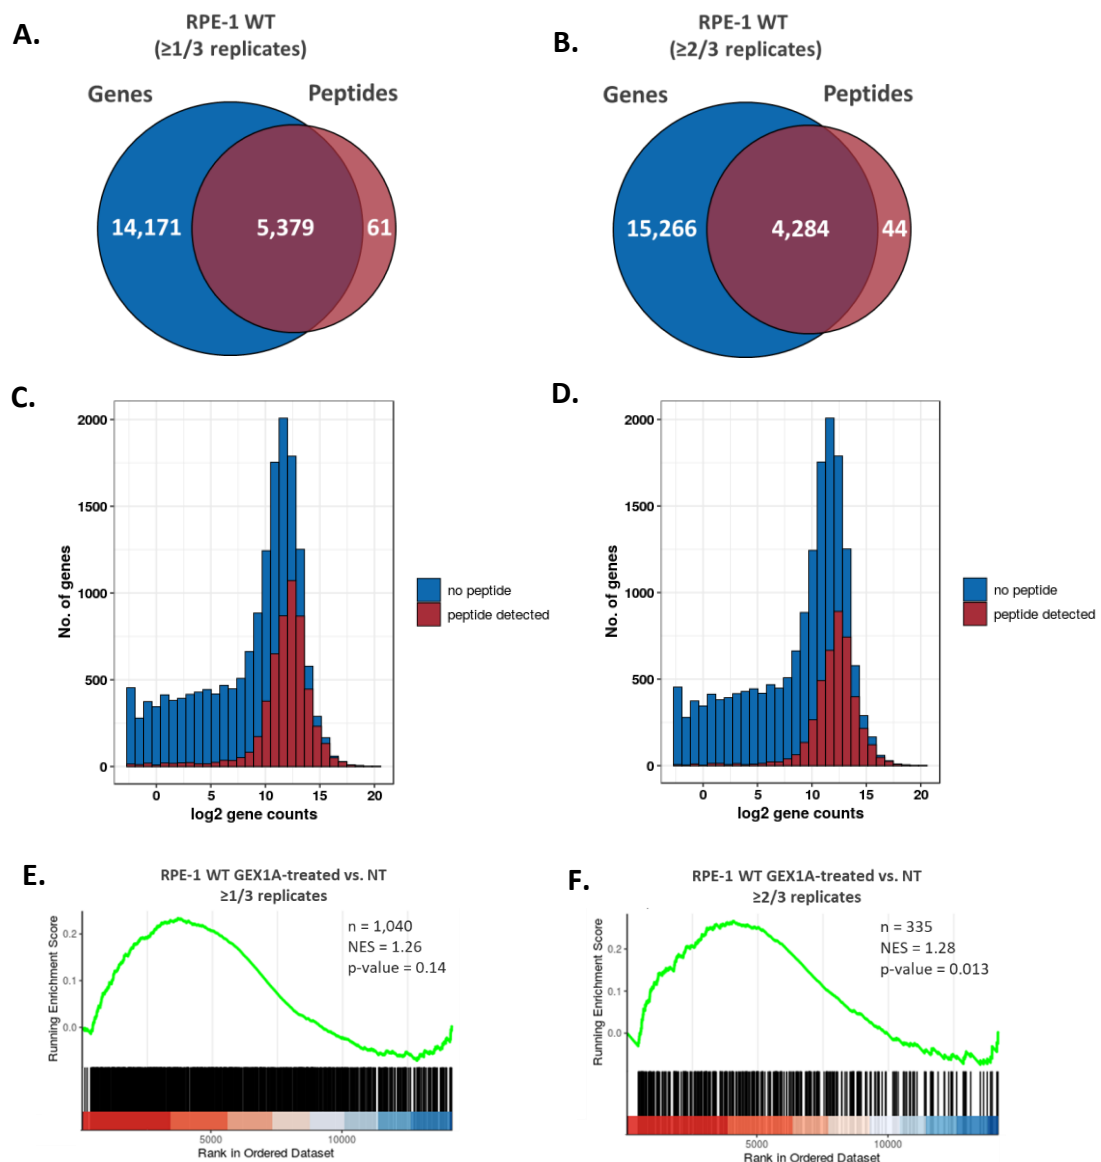 A.
RPE-1 WT
(≥1/3 replicates)
Genes
Peptides
14,171
5,379
61
B.
RPE-1 WT
(≥2/3 replicates)
Genes
Peptides
15,266
4,284
44
C.
2000
1500
1000
500
0
No. of genes
0 5 10 15 20
log2 gene counts
no peptide
peptide detected
D.
2000
1500
1000
500
0
No. of genes
0 5 10 15 20
log2 gene counts
no peptide
peptide detected
E.
RPE-1 WT GEX1A-treated vs. NT
≥1/3 replicates
n = 1,040
NES = 1.26
p-value = 0.14
Running Enrichment Score
0.2
0.1
0.0
5000 10000
Rank in Ordered Dataset
F.
RPE-1 WT GEX1A-treated vs. NT
≥2/3 replicates
n = 335
NES = 1.28
p-value = 0.013
Running Enrichment Score
0.2
0.1
0.0
5000 10000
Rank in Ordered Dataset